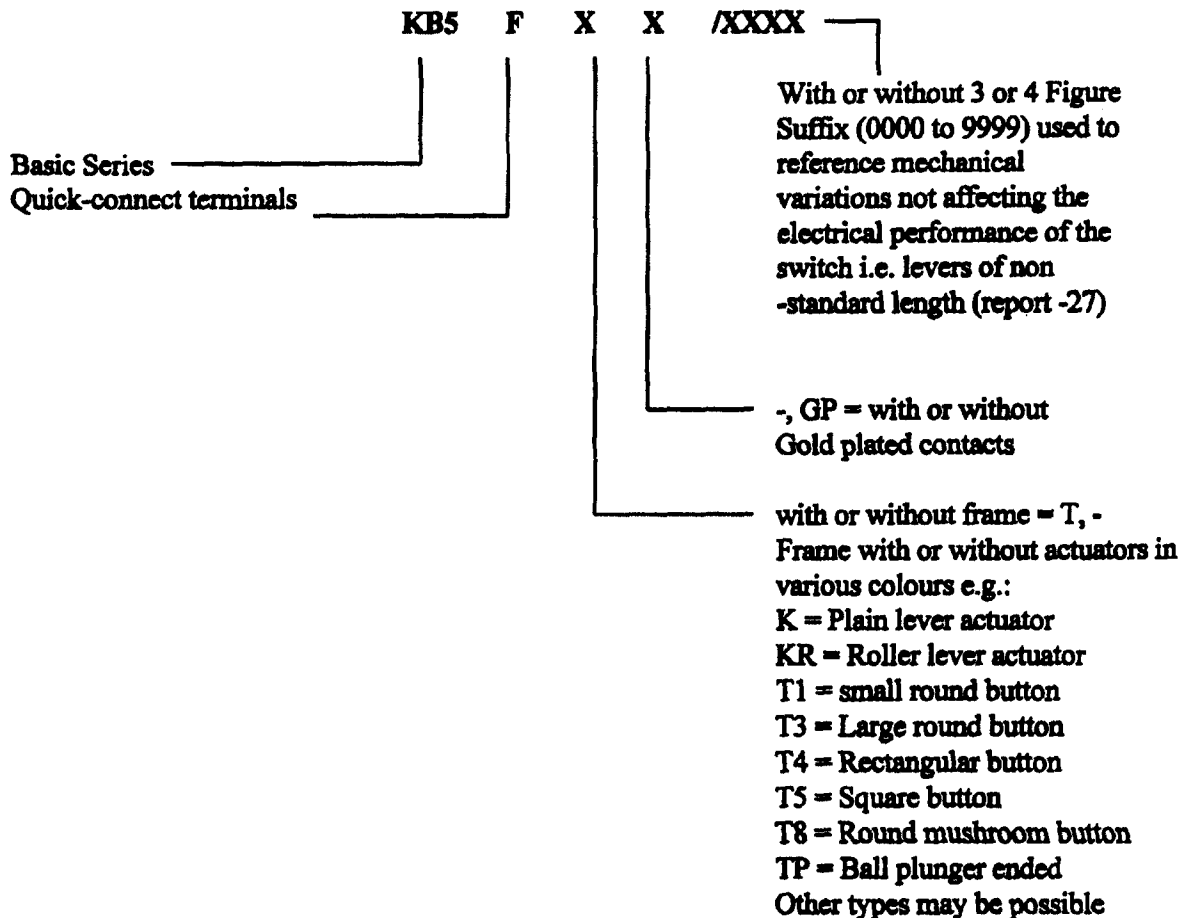 KB5 F X X /XXXX
With or without 3 or 4 Figure
Suffix (0000 to 9999) used to
reference mechanical
variations not affecting the
electrical performance of the
switch i.e. levers of non
-standard length (report -27)
Basic Series
Quick-connect terminals
-, GP = with or without
Gold plated contacts
with or without frame = T, -
Frame with or without actuators in
various colours e.g.:
K = Plain lever actuator
KR = Roller lever actuator
T1 = small round button
T3 = Large round button
T4 = Rectangular button
T5 = Square button
T8 = Round mushroom button
TP = Ball plunger ended
Other types may be possible